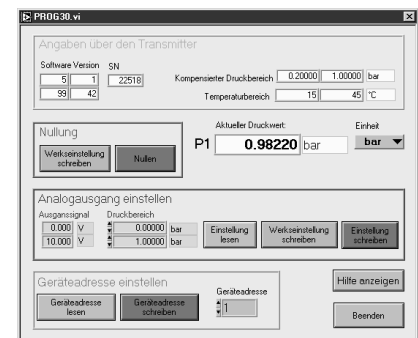 PROG30.vi
Angaben über den Transmitter
Software Version SN
5 1 22518
99 42
Kompensierter Druckbereich 0.20000 1.00000 bar
Temperaturbereich 15 45 °C
Nullung
Werkseinstellung schreiben
Nullen
Aktueller Druckwert:
P1 0.98220 bar
Einheit
bar
Analogausgang einstellen
Ausganssignal Druckbereich
0.000 V 0.00000 bar
10.000 V 1.00000 bar
Einstellung lesen
Werkseinstellung schreiben
Einstellung schreiben
Geräteadresse einstellen
Geräteadresse lesen
Geräteadresse schreiben
Geräteadresse
1
Hilfe anzeigen
Beenden